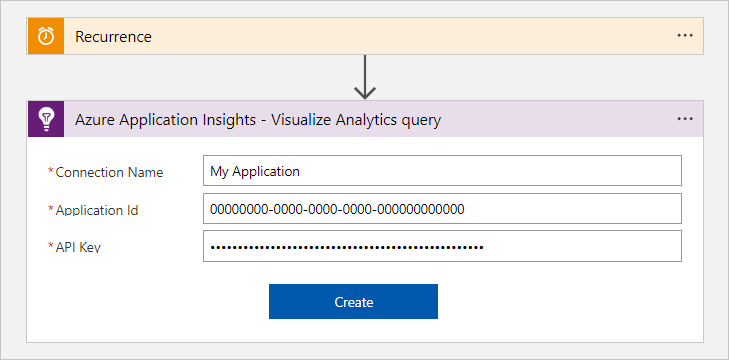 Recurrence
Azure Application Insights - Visualize Analytics query
*Connection Name My Application
*Application Id 00000000-0000-0000-0000-000000000000
*API Key ••••••••••••••••••••••••••••••••••••••••••••••••••
Create